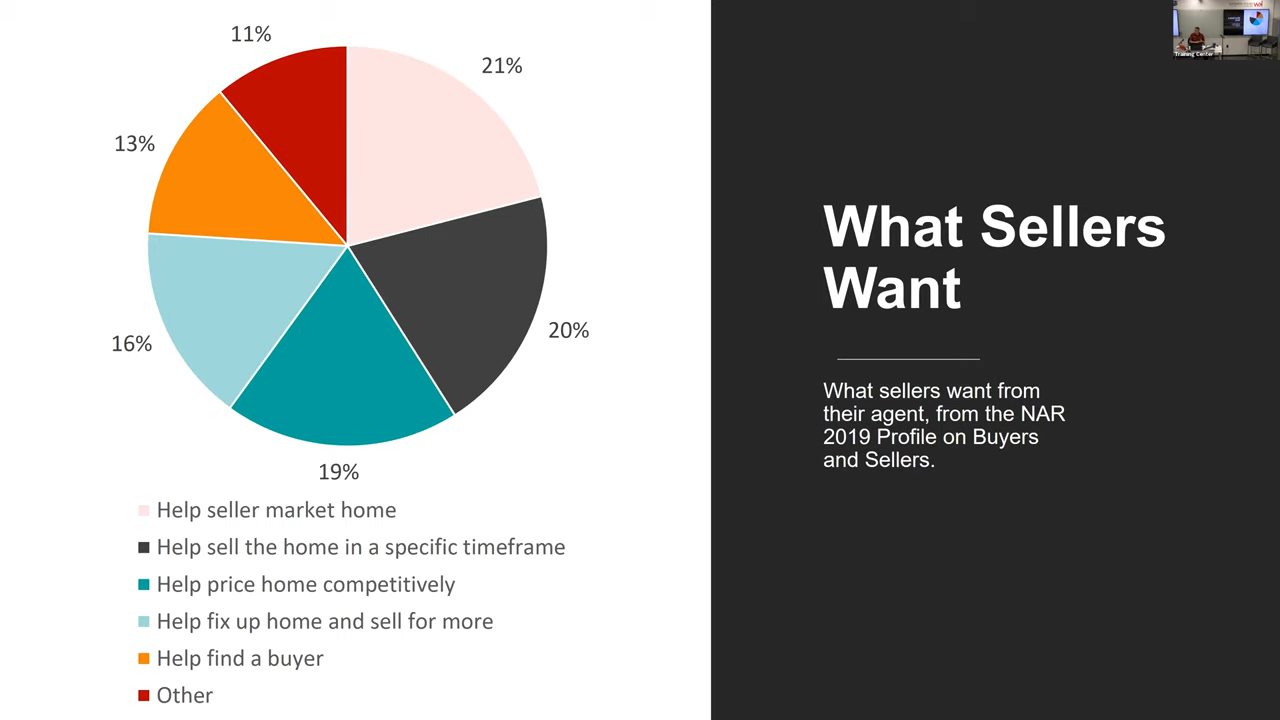 11%
21%
13%
20%
16%
19%
Help seller market home
Help sell the home in a specific timeframe
Help price home competitively
Help fix up home and sell for more
Help find a buyer
Other
What Sellers
Want
What sellers want from
their agent, from the NAR
2019 Profile on Buyers
and Sellers.
Training Center